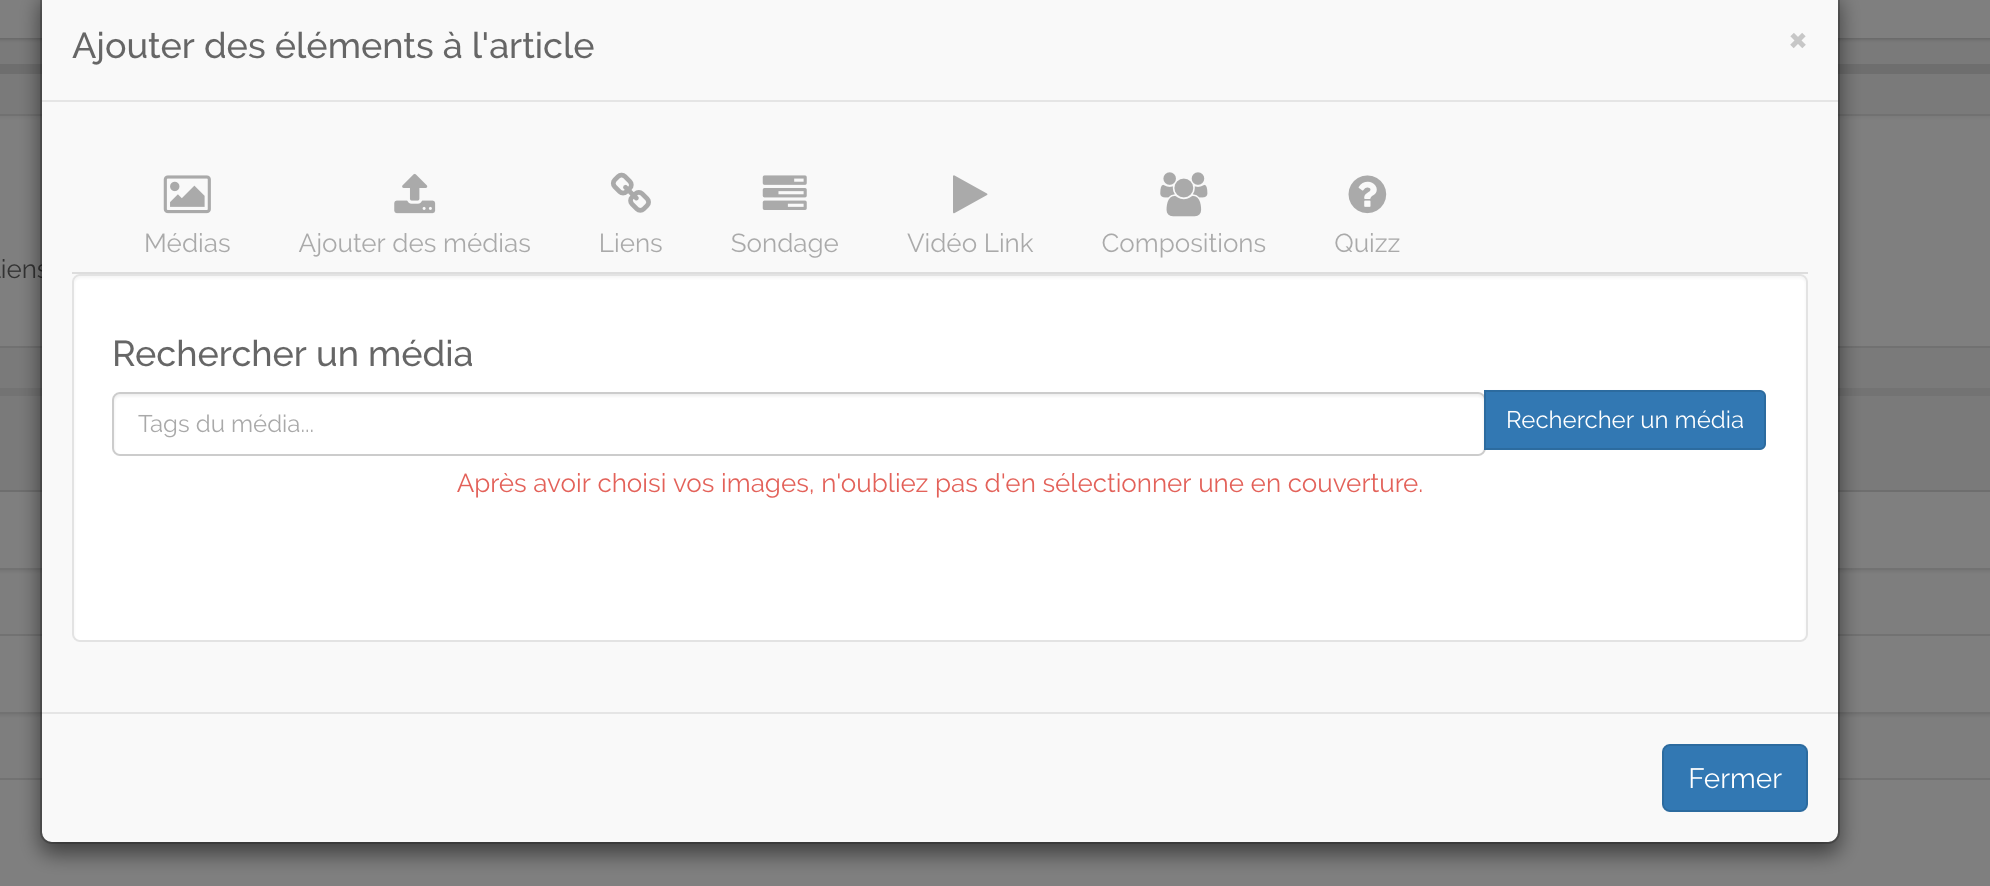 Ajouter des éléments à l'article
×
Médias
Ajouter des médias
Liens
Sondage
Vidéo Link
Compositions
Quizz
iens
Rechercher un média
Tags du média...
Rechercher un média
Après avoir choisi vos images, n'oubliez pas d'en sélectionner une en couverture.
Fermer